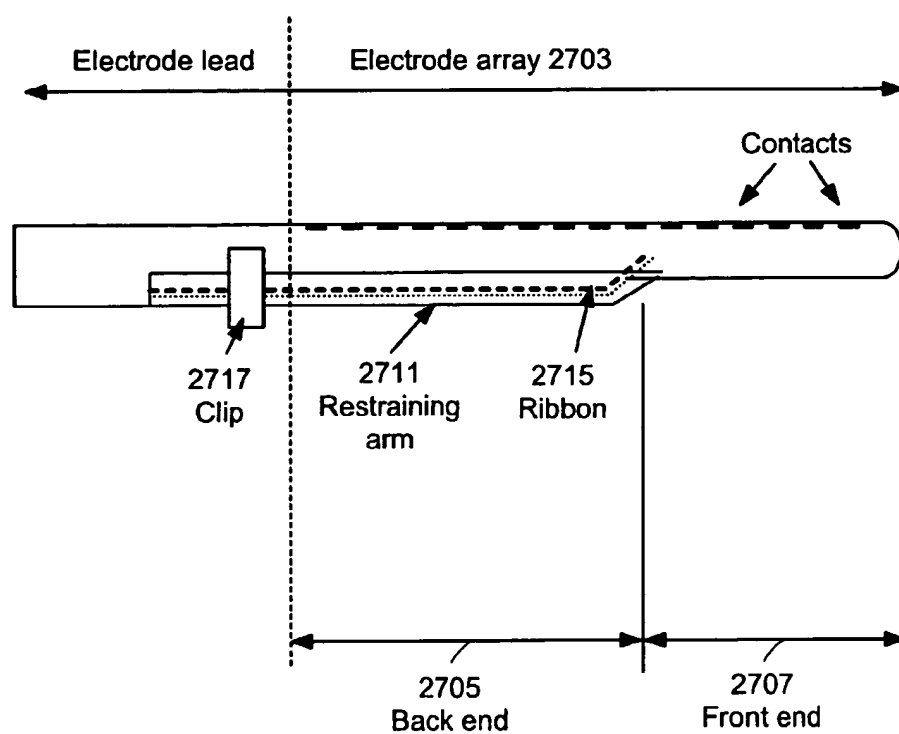 Electrode lead
Electrode array 2703
Contacts
2717
Clip
2711
Restraining
arm
2715
Ribbon
2705
Back end
2707
Front end